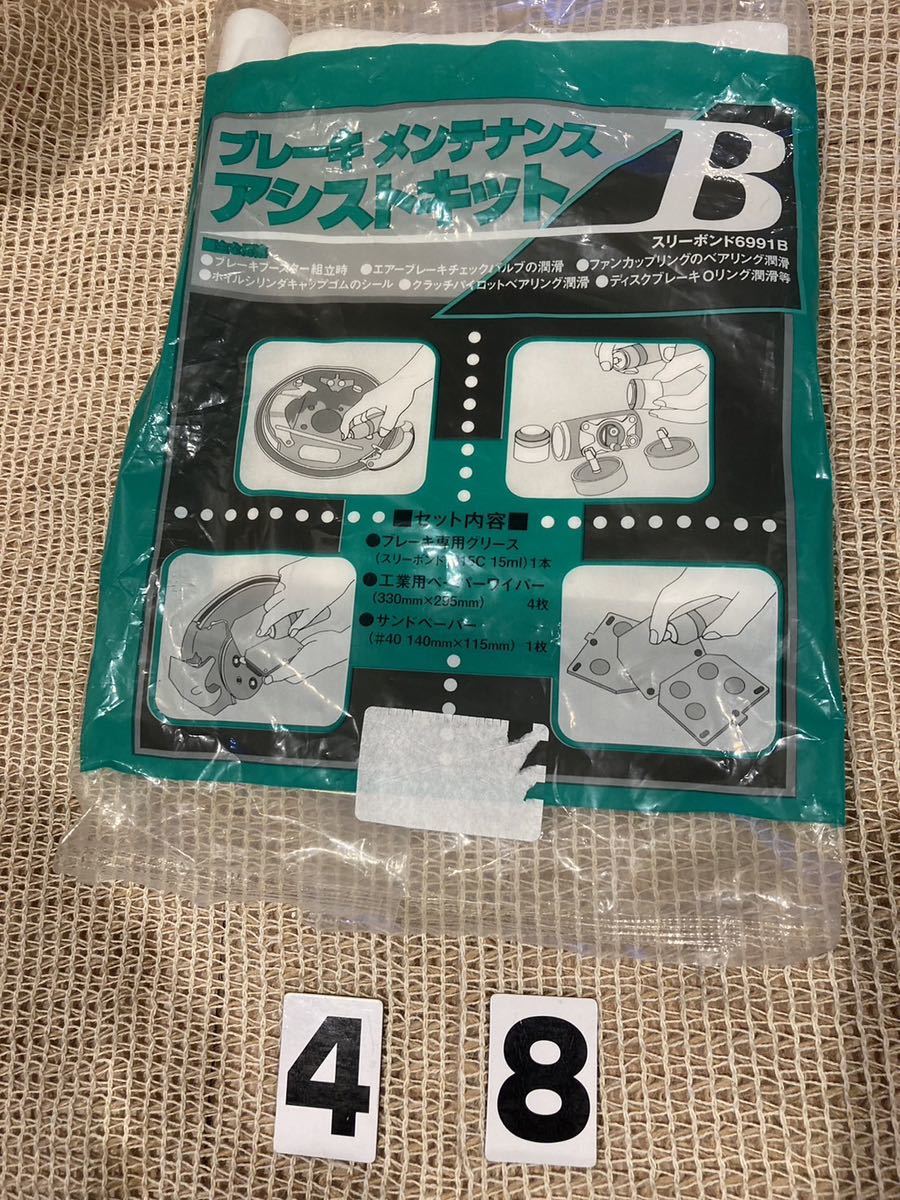 ブレーキ メンテナンス
アシストキット
B
スリーボンド6991B
●ブレーキブースター組立時 ●エアーブレーキチェックバルブの潤滑 ●ファンカップリングのベアリング潤滑
●ホイルシリンダキャップゴムのシール ●クラッチパイロットベアリング潤滑 ●ディスクブレーキOリング潤滑等
■セット内容■
●ブレーキ専用グリース
(スリーボンド 15C 15ml)1本
●工業用ペーパーワイパー
(330mm×295mm) 4枚
●サンドペーパー
(#40 140mm×115mm) 1枚
4 8